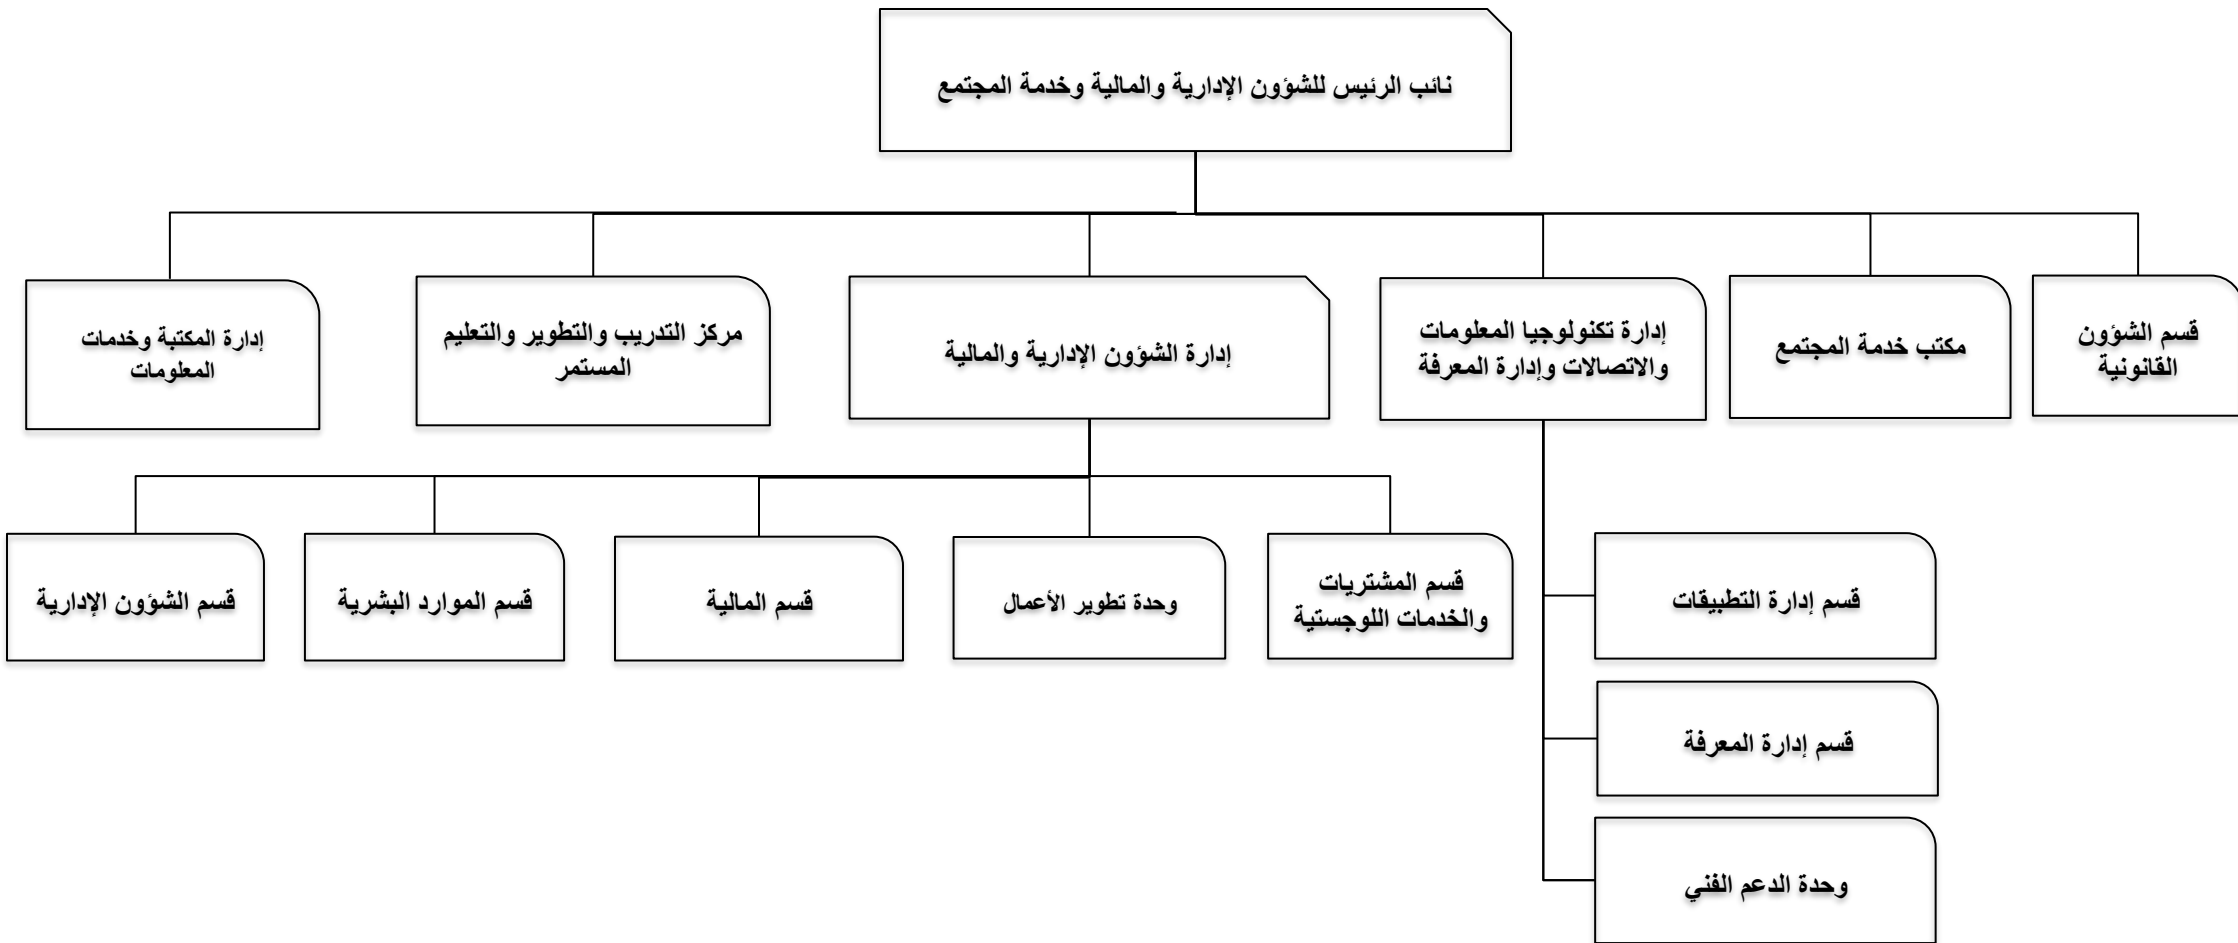 نائب الرئيس للشؤون الإدارية والمالية وخدمة المجتمع
قسم الشؤون
القانونية
مكتب خدمة المجتمع
إدارة تكنولوجيا المعلومات
والاتصالات وإدارة المعرفة
إدارة الشؤون الإدارية والمالية
مركز التدريب والتطوير والتعليم
المستمر
إدارة المكتبة وخدمات
المعلومات
قسم المشتريات
والخدمات اللوجستية
وحدة تطوير الأعمال
قسم المالية
قسم الموارد البشرية
قسم الشؤون الإدارية
قسم إدارة التطبيقات
قسم إدارة المعرفة
وحدة الدعم الفني